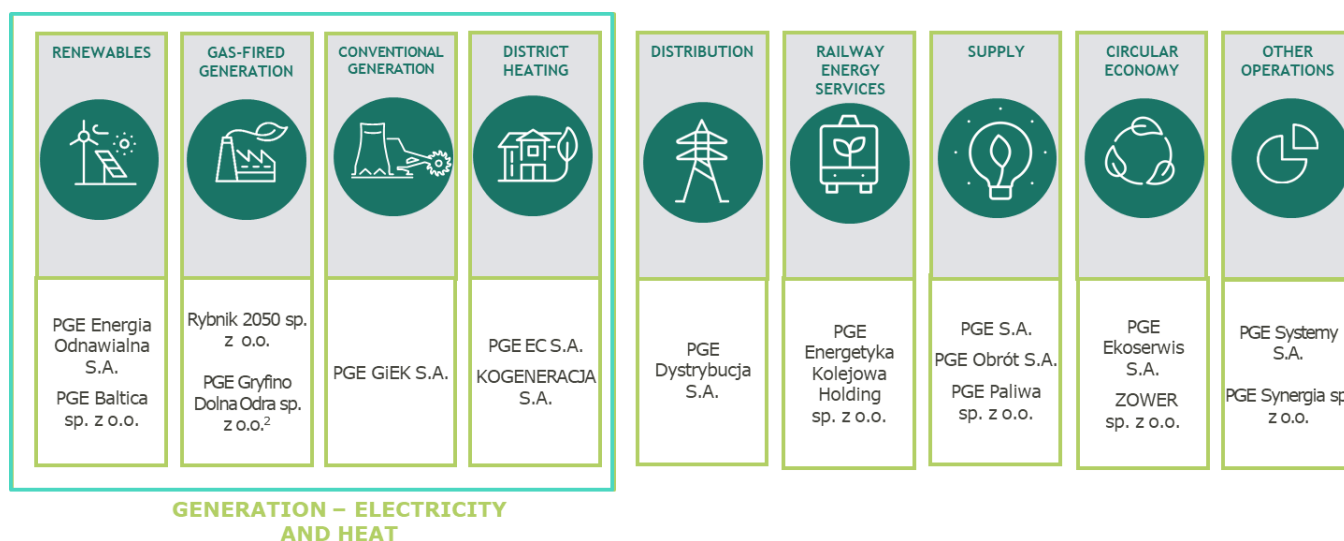 RENEWABLES
GAS-FIRED
GENERATION
CONVENTIONAL
GENERATION
DISTRICT
HEATING
DISTRIBUTION
RAILWAY
ENERGY
SERVICES
SUPPLY
CIRCULAR
ECONOMY
OTHER
OPERATIONS
PGE Energia
Odnawialna
S.A.
PGE Baltica
sp. z o.o.
Rybnik 2050 sp.
z o.o.
PGE Gryfino
Dolna Odra sp.
z o.o.²
PGE GiEK S.A.
PGE EC S.A.
KOGENERACJA
S.A.
PGE
Dystrybucja
S.A.
PGE
Energetyka
Kolejowa
Holding
sp. z o.o.
PGE S.A.
PGE Obrót S.A.
PGE Paliwa
sp. z o.o.
PGE
Ekoserwis
S.A.
ZOWER
sp. z o.o.
PGE Systemy
S.A.
PGE Synergia sp
z o.o.
GENERATION – ELECTRICITY
AND HEAT